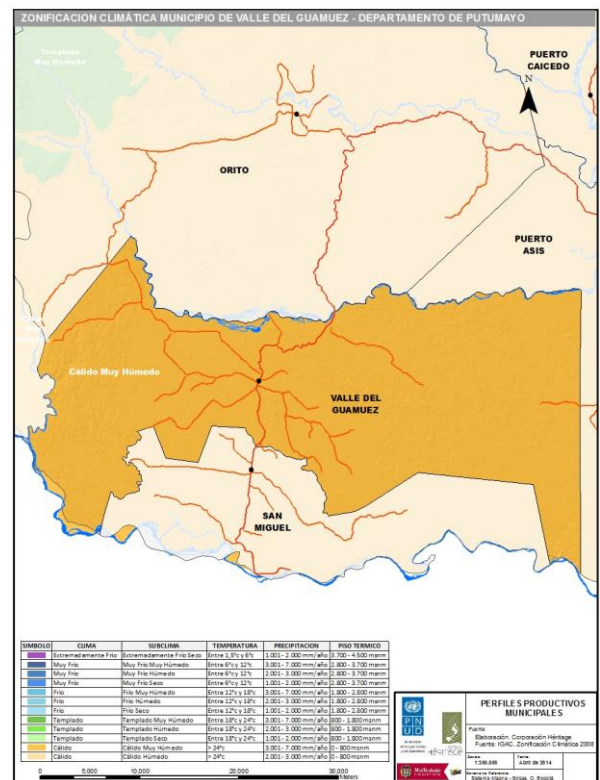 ZONIFICACION CLIMÁTICA MUNICIPIO DE VALLE DEL GUAMUEZ - DEPARTAMENTO DE PUTUMAYO
Templado
Muy Húmedo
PUERTO
CAICEDO
N
ORITO
PUERTO
ASIS
Cálido Muy Húmedo
VALLE DEL
GUAMUEZ
SAN
MIGUEL
SIMBOLO CLIMA SUBCLIMA TEMPERATURA PRECIPITACION PISO TERMICO
Extremadamente Frío Extremadamente Frío Seco Entre 1,5°c y 6°c 1.001 - 2.000 mm/año 3.700 - 4.500 msnm
Muy Frío Muy Frío Muy Húmedo Entre 6°c y 12°c 3.001 - 7.000 mm/año 2.800 - 3.700 msnm
Muy Frío Muy Frío Húmedo Entre 6°c y 12°c 2.001 - 3.000 mm/año 2.800 - 3.700 msnm
Muy Frío Muy Frío Seco Entre 6°c y 12°c 1.001 - 2.000 mm/año 2.800 - 3.700 msnm
Frío Frío Muy Húmedo Entre 12°c y 18°c 3.001 - 7.000 mm/año 1.800 - 2.800 msnm
Frío Frío Húmedo Entre 12°c y 18°c 2.001 - 3.000 mm/año 1.800 - 2.800 msnm
Frío Frío Seco Entre 12°c y 18°c 1.001 - 2.000 mm/año 1.800 - 2.800 msnm
Templado Templado Muy Húmedo Entre 18°c y 24°c 3.001 - 7.000 mm/año 800 - 1.800 msnm
Templado Templado Húmedo Entre 18°c y 24°c 2.001 - 3.000 mm/año 800 - 1.800 msnm
Templado Templado Seco Entre 18°c y 24°c 1.001 - 2.000 mm/año 800 - 1.800 msnm
Cálido Cálido Muy Húmedo > 24°c 3.001 - 7.000 mm/año 0 - 800 msnm
Cálido Cálido Húmedo > 24°c 2.001 - 3.000 mm/año 0 - 800 msnm
0 5,000 10,000 20,000 30,000
Meters
P N
U D
héritage
MinTrabajo
PERFILES PRODUCTIVOS
MUNICIPALES
Fuente
Elaboración. Corporación Héritage
Fuente: IGAC, Zonificación Climática 2008
Fecha
Abril de 2014